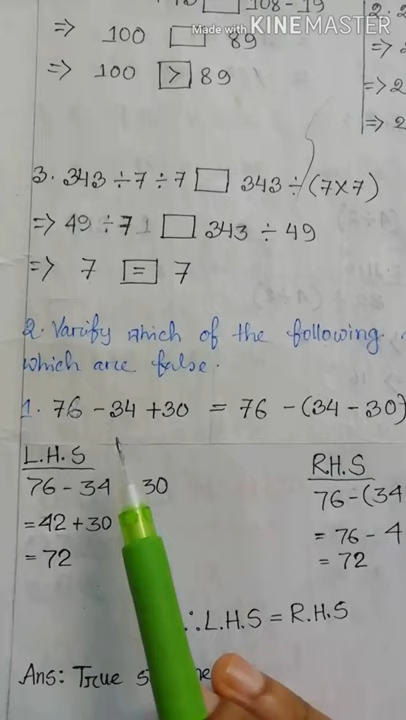 108-19
Made with KINEMASTER
⇒ 100 □ 89
⇒ 100 > 89
3. 343 ÷ 7 ÷ 7 □ 343 ÷ (7×7)
⇒ 49 ÷ 7 □ 343 ÷ 49
⇒ 7 = 7
2. Varify which of the following
which are false.
1. 76 - 34 + 30 = 76 - (34 - 30)
L.H.S
76 - 34 30
= 42 + 30
= 72
R.H.S
76 - (34
= 76 - 4
= 72
∴ L.H.S = R.H.S
Ans: True